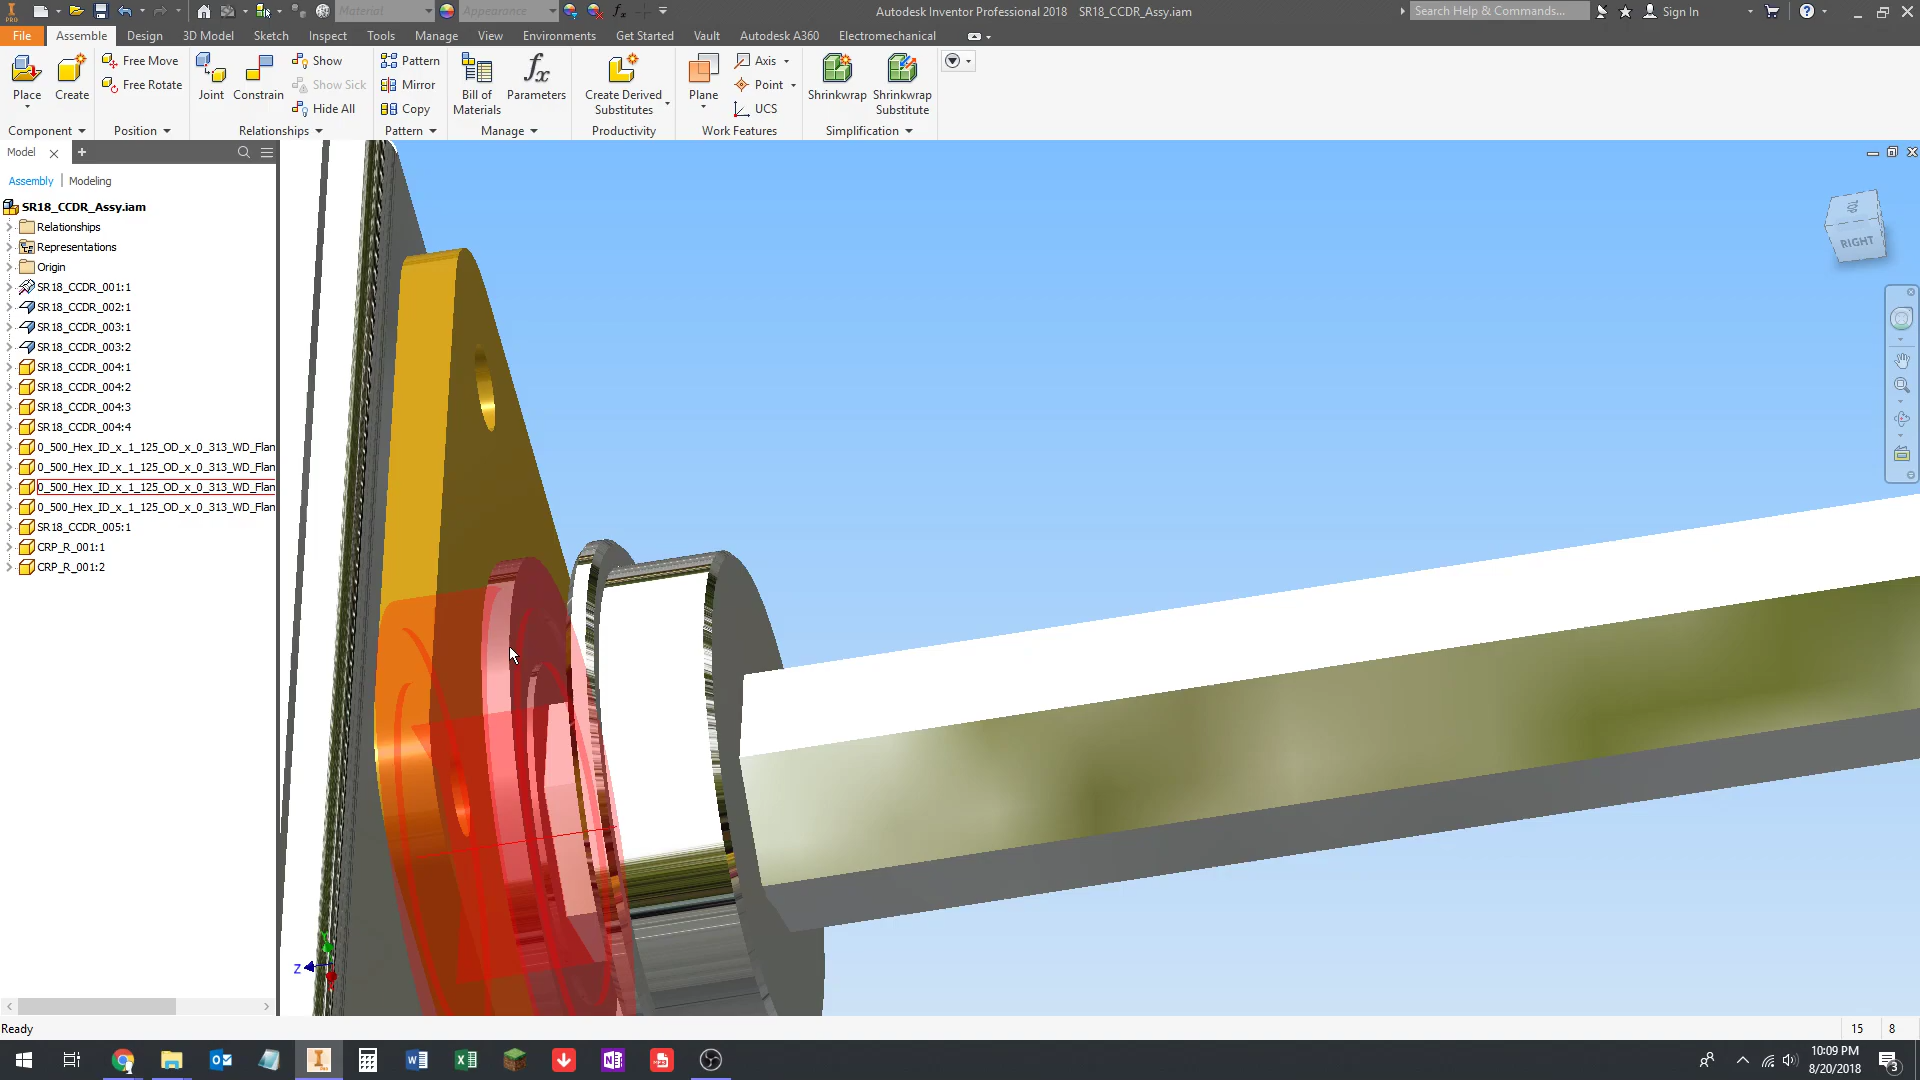 Material
Appearance
Autodesk Inventor Professional 2018 SR18_CCDR_Assy.iam
Search Help & Commands...
Sign In
PRO
File Assemble Design 3D Model Sketch Inspect Tools Manage View Environments Get Started Vault Autodesk A360 Electromechanical
Place
Create
Free Move
Free Rotate
Joint
Constrain
Show
Show Sick
Hide All
Pattern
Mirror
Copy
Bill of Materials
Parameters
Create Derived Substitutes
Plane
Axis
Point
UCS
Shrinkwrap
Shrinkwrap Substitute
Component Position Relationships Pattern Manage Productivity Work Features Simplification
Model
Assembly Modeling
SR18_CCDR_Assy.iam
Relationships
Representations
Origin
SR18_CCDR_001:1
SR18_CCDR_002:1
SR18_CCDR_003:1
SR18_CCDR_003:2
SR18_CCDR_004:1
SR18_CCDR_004:2
SR18_CCDR_004:3
SR18_CCDR_004:4
0_500_Hex_ID_x_1_125_OD_x_0_313_WD_Flan
0_500_Hex_ID_x_1_125_OD_x_0_313_WD_Flan
0_500_Hex_ID_x_1_125_OD_x_0_313_WD_Flan
0_500_Hex_ID_x_1_125_OD_x_0_313_WD_Flan
SR18_CCDR_005:1
CRP_R_001:1
CRP_R_001:2
TOP
RIGHT
Z
Ready
15 8
10:09 PM
8/20/2018
3